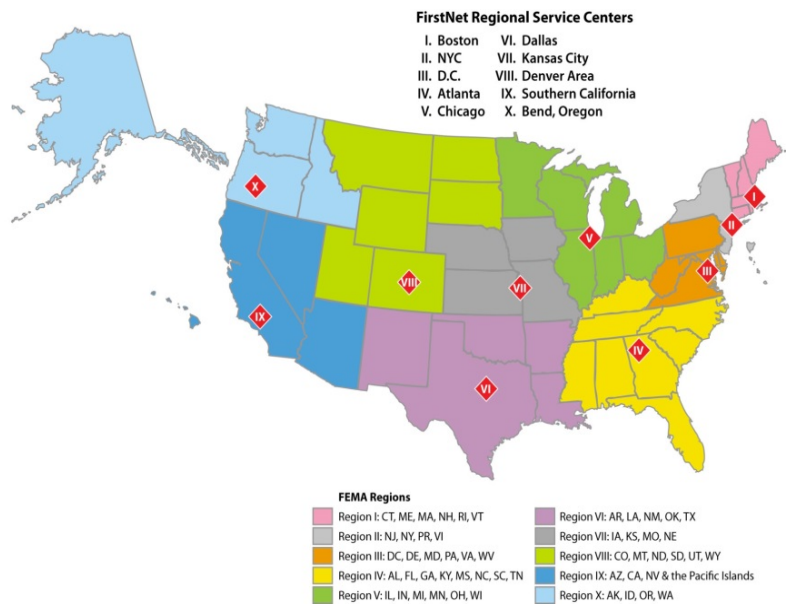 FirstNet Regional Service Centers
I. Boston VI. Dallas
II. NYC VII. Kansas City
III. D.C. VIII. Denver Area
IV. Atlanta IX. Southern California
V. Chicago X. Bend, Oregon
X
I
II
V
III
VIII
VII
IX
IV
VI
FEMA Regions
Region I: CT, ME, MA, NH, RI, VT
Region II: NJ, NY, PR, VI
Region III: DC, DE, MD, PA, VA, WV
Region IV: AL, FL, GA, KY, MS, NC, SC, TN
Region V: IL, IN, MI, MN, OH, WI
Region VI: AR, LA, NM, OK, TX
Region VII: IA, KS, MO, NE
Region VIII: CO, MT, ND, SD, UT, WY
Region IX: AZ, CA, NV & the Pacific Islands
Region X: AK, ID, OR, WA